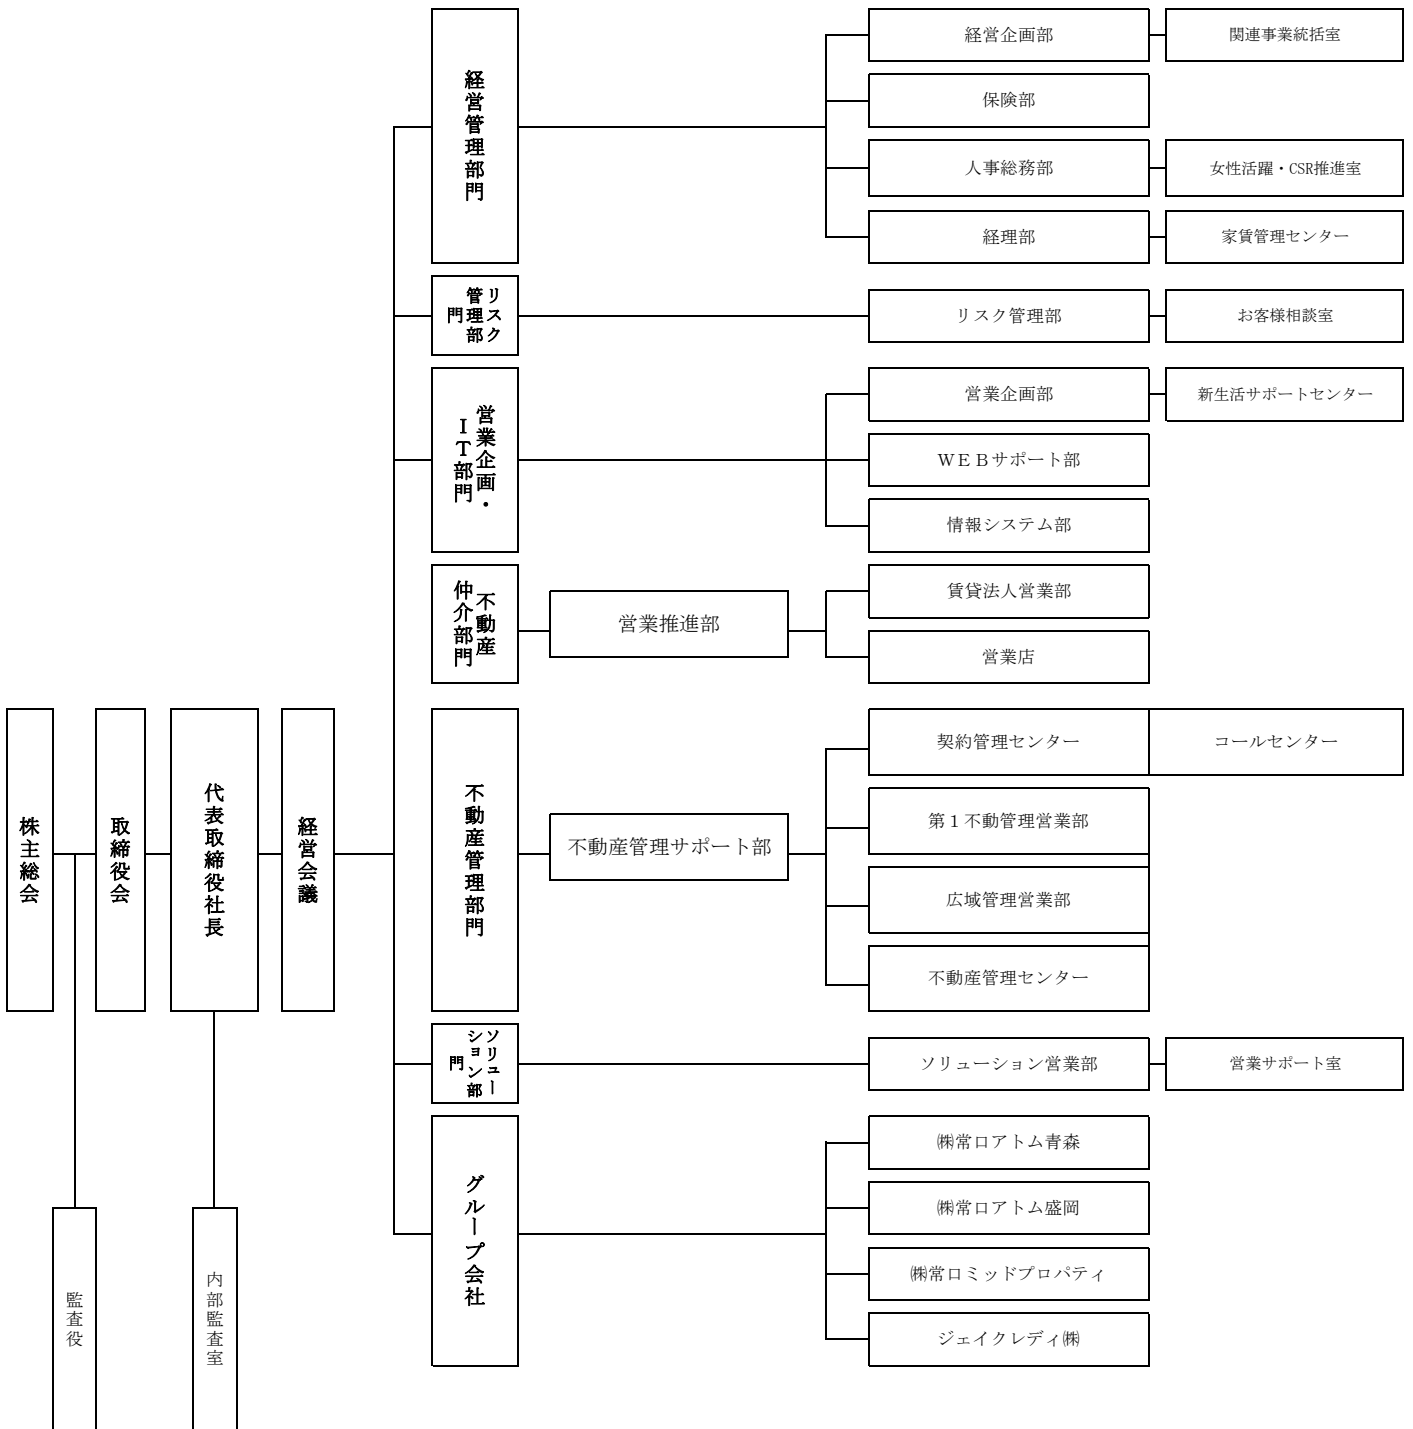 株主総会
監査役
取締役会
代表取締役社長
内部監査室
経営会議
経営管理部門
経営企画部
関連事業統括室
保険部
人事総務部
女性活躍・CSR推進室
経理部
家賃管理センター
リスク
管理部
門
リスク管理部
お客様相談室
営業企画・
ＩＴ部門
営業企画部
新生活サポートセンター
ＷＥＢサポート部
情報システム部
不動産
仲介部門
営業推進部
賃貸法人営業部
営業店
不動産管理部門
不動産管理サポート部
契約管理センター
コールセンター
第１不動管理営業部
広域管理営業部
不動産管理センター
ソリュー
ション部
門
ソリューション営業部
営業サポート室
グループ会社
㈱常口アトム青森
㈱常口アトム盛岡
㈱常口ミッドプロパティ
ジェイクレディ㈱